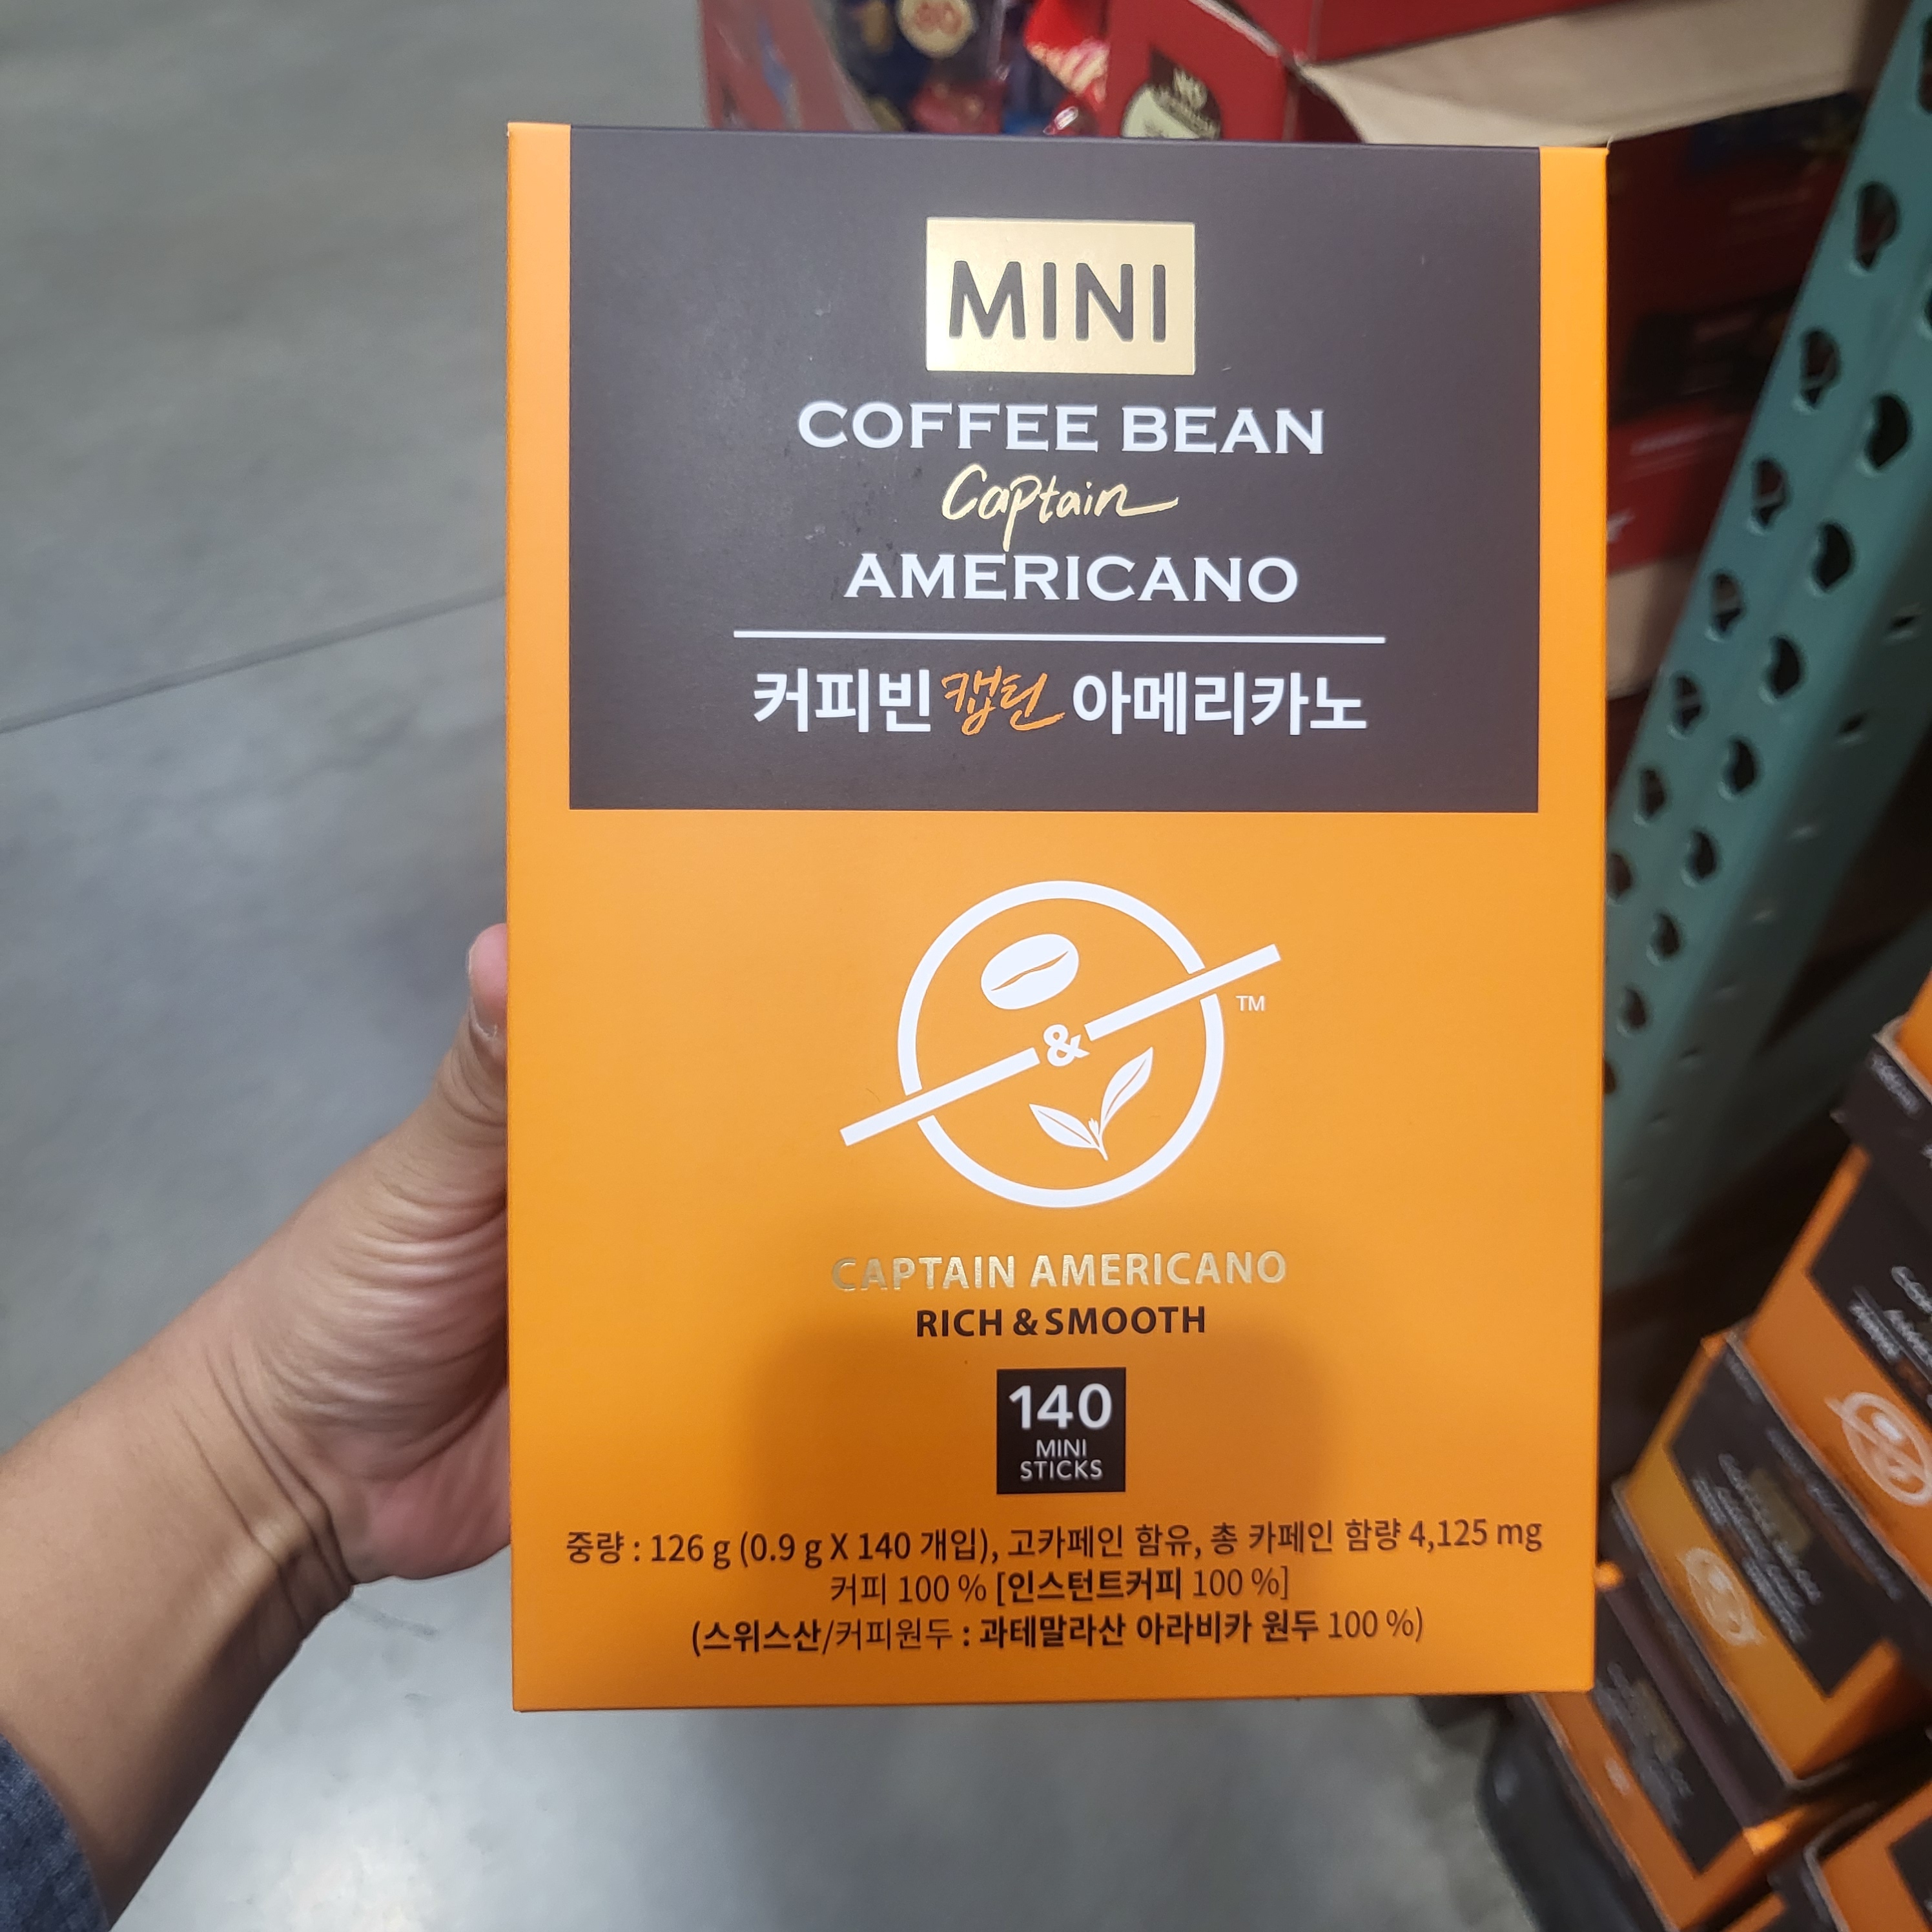 MINI
COFFEE BEAN
Captain
AMERICANO
커피빈 캡틴 아메리카노
&
TM
CAPTAIN AMERICANO
RICH & SMOOTH
140
MINI
STICKS
중량 : 126 g (0.9 g X 140 개입), 고카페인 함유, 총 카페인 함량 4,125 mg
커피 100 % [인스턴트커피 100 %]
(스위스산/커피원두 : 과테말라산 아라비카 원두 100 %)